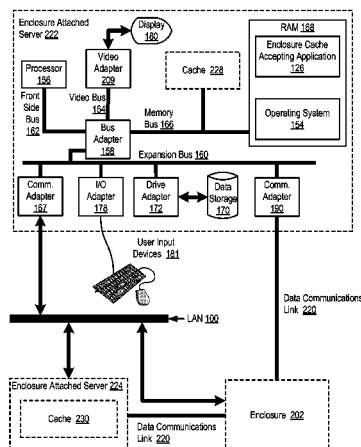 Enclosure Attached
Server 222
Display
180
RAM 168
Enclosure Cache
Accepting Application
126
Operating System
154
Processor
156
Video
Adapter
209
Cache 228
Front
Side
Bus
162
Video Bus
164
Memory
Bus 166
Bus
Adapter
158
Expansion Bus 160
Comm.
Adapter
167
I/O
Adapter
178
Drive
Adapter
172
Data
Storage
170
Comm.
Adapter
190
User Input
Devices 181
Data Communications
Link 220
LAN 100
Enclosure Attached Server 224
Cache
230
Data Communications
Link 220
Enclosure 202